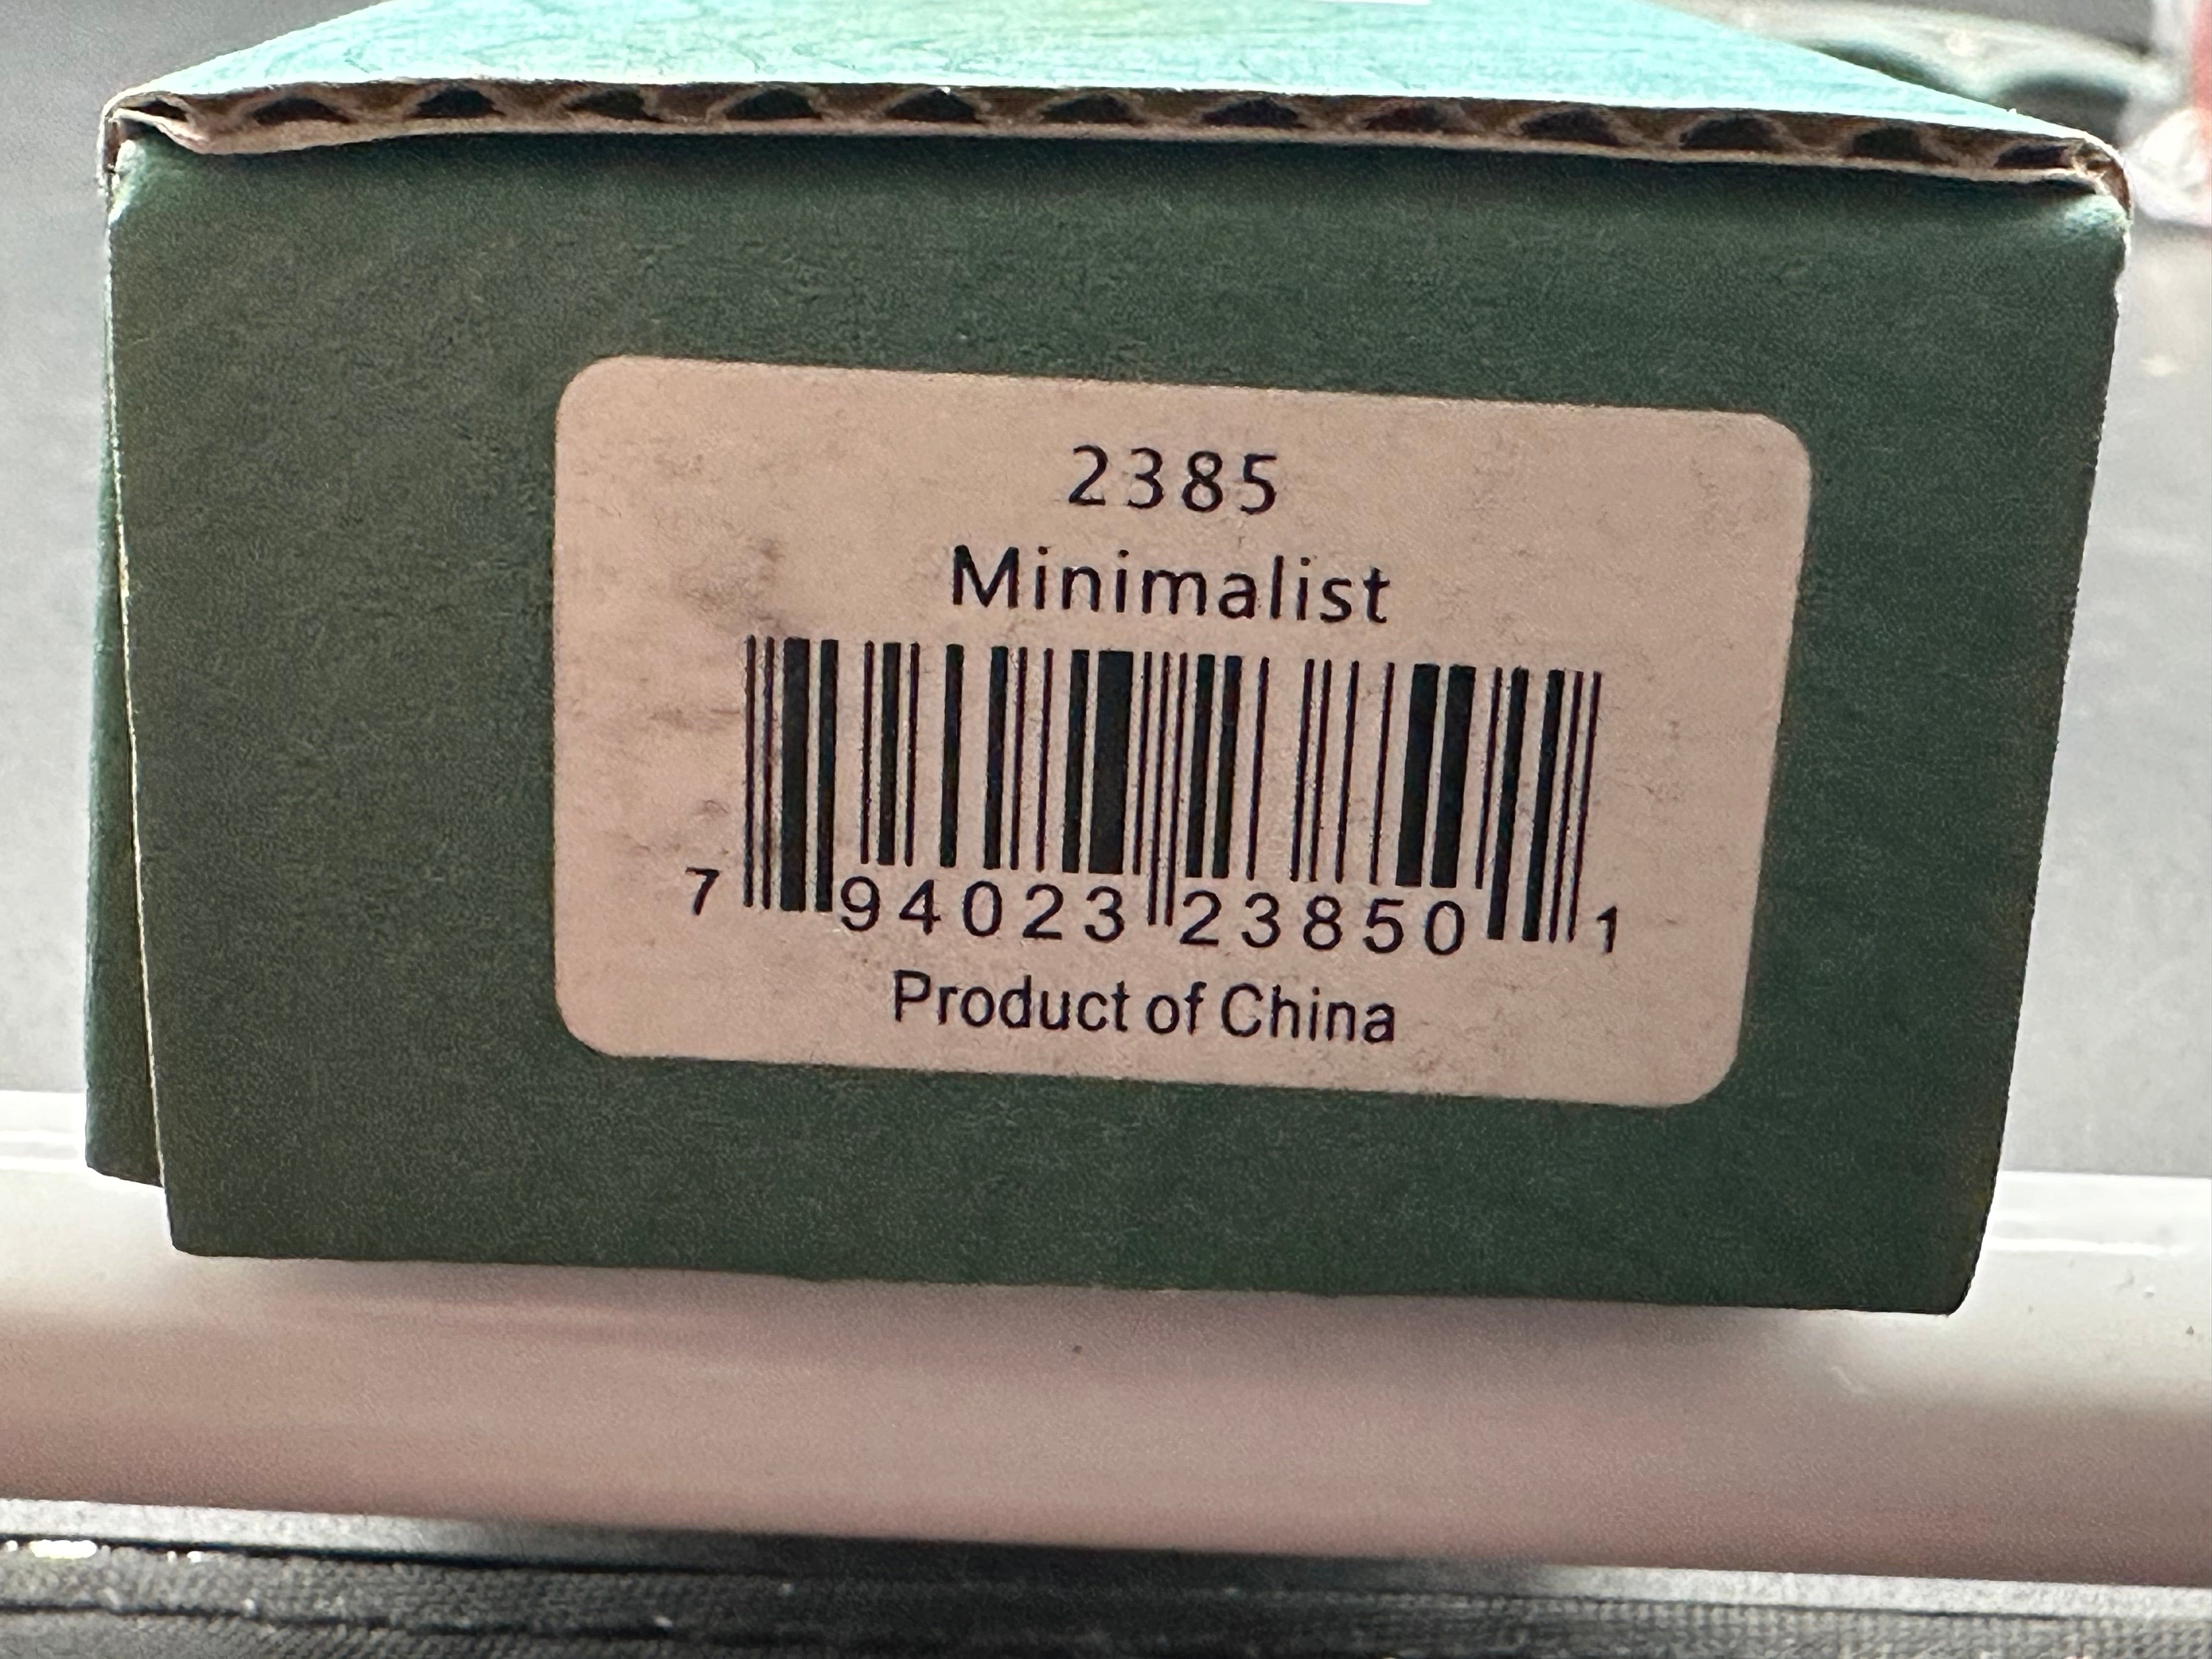 2385
Minimalist
7 94023 23850 1
Product of China